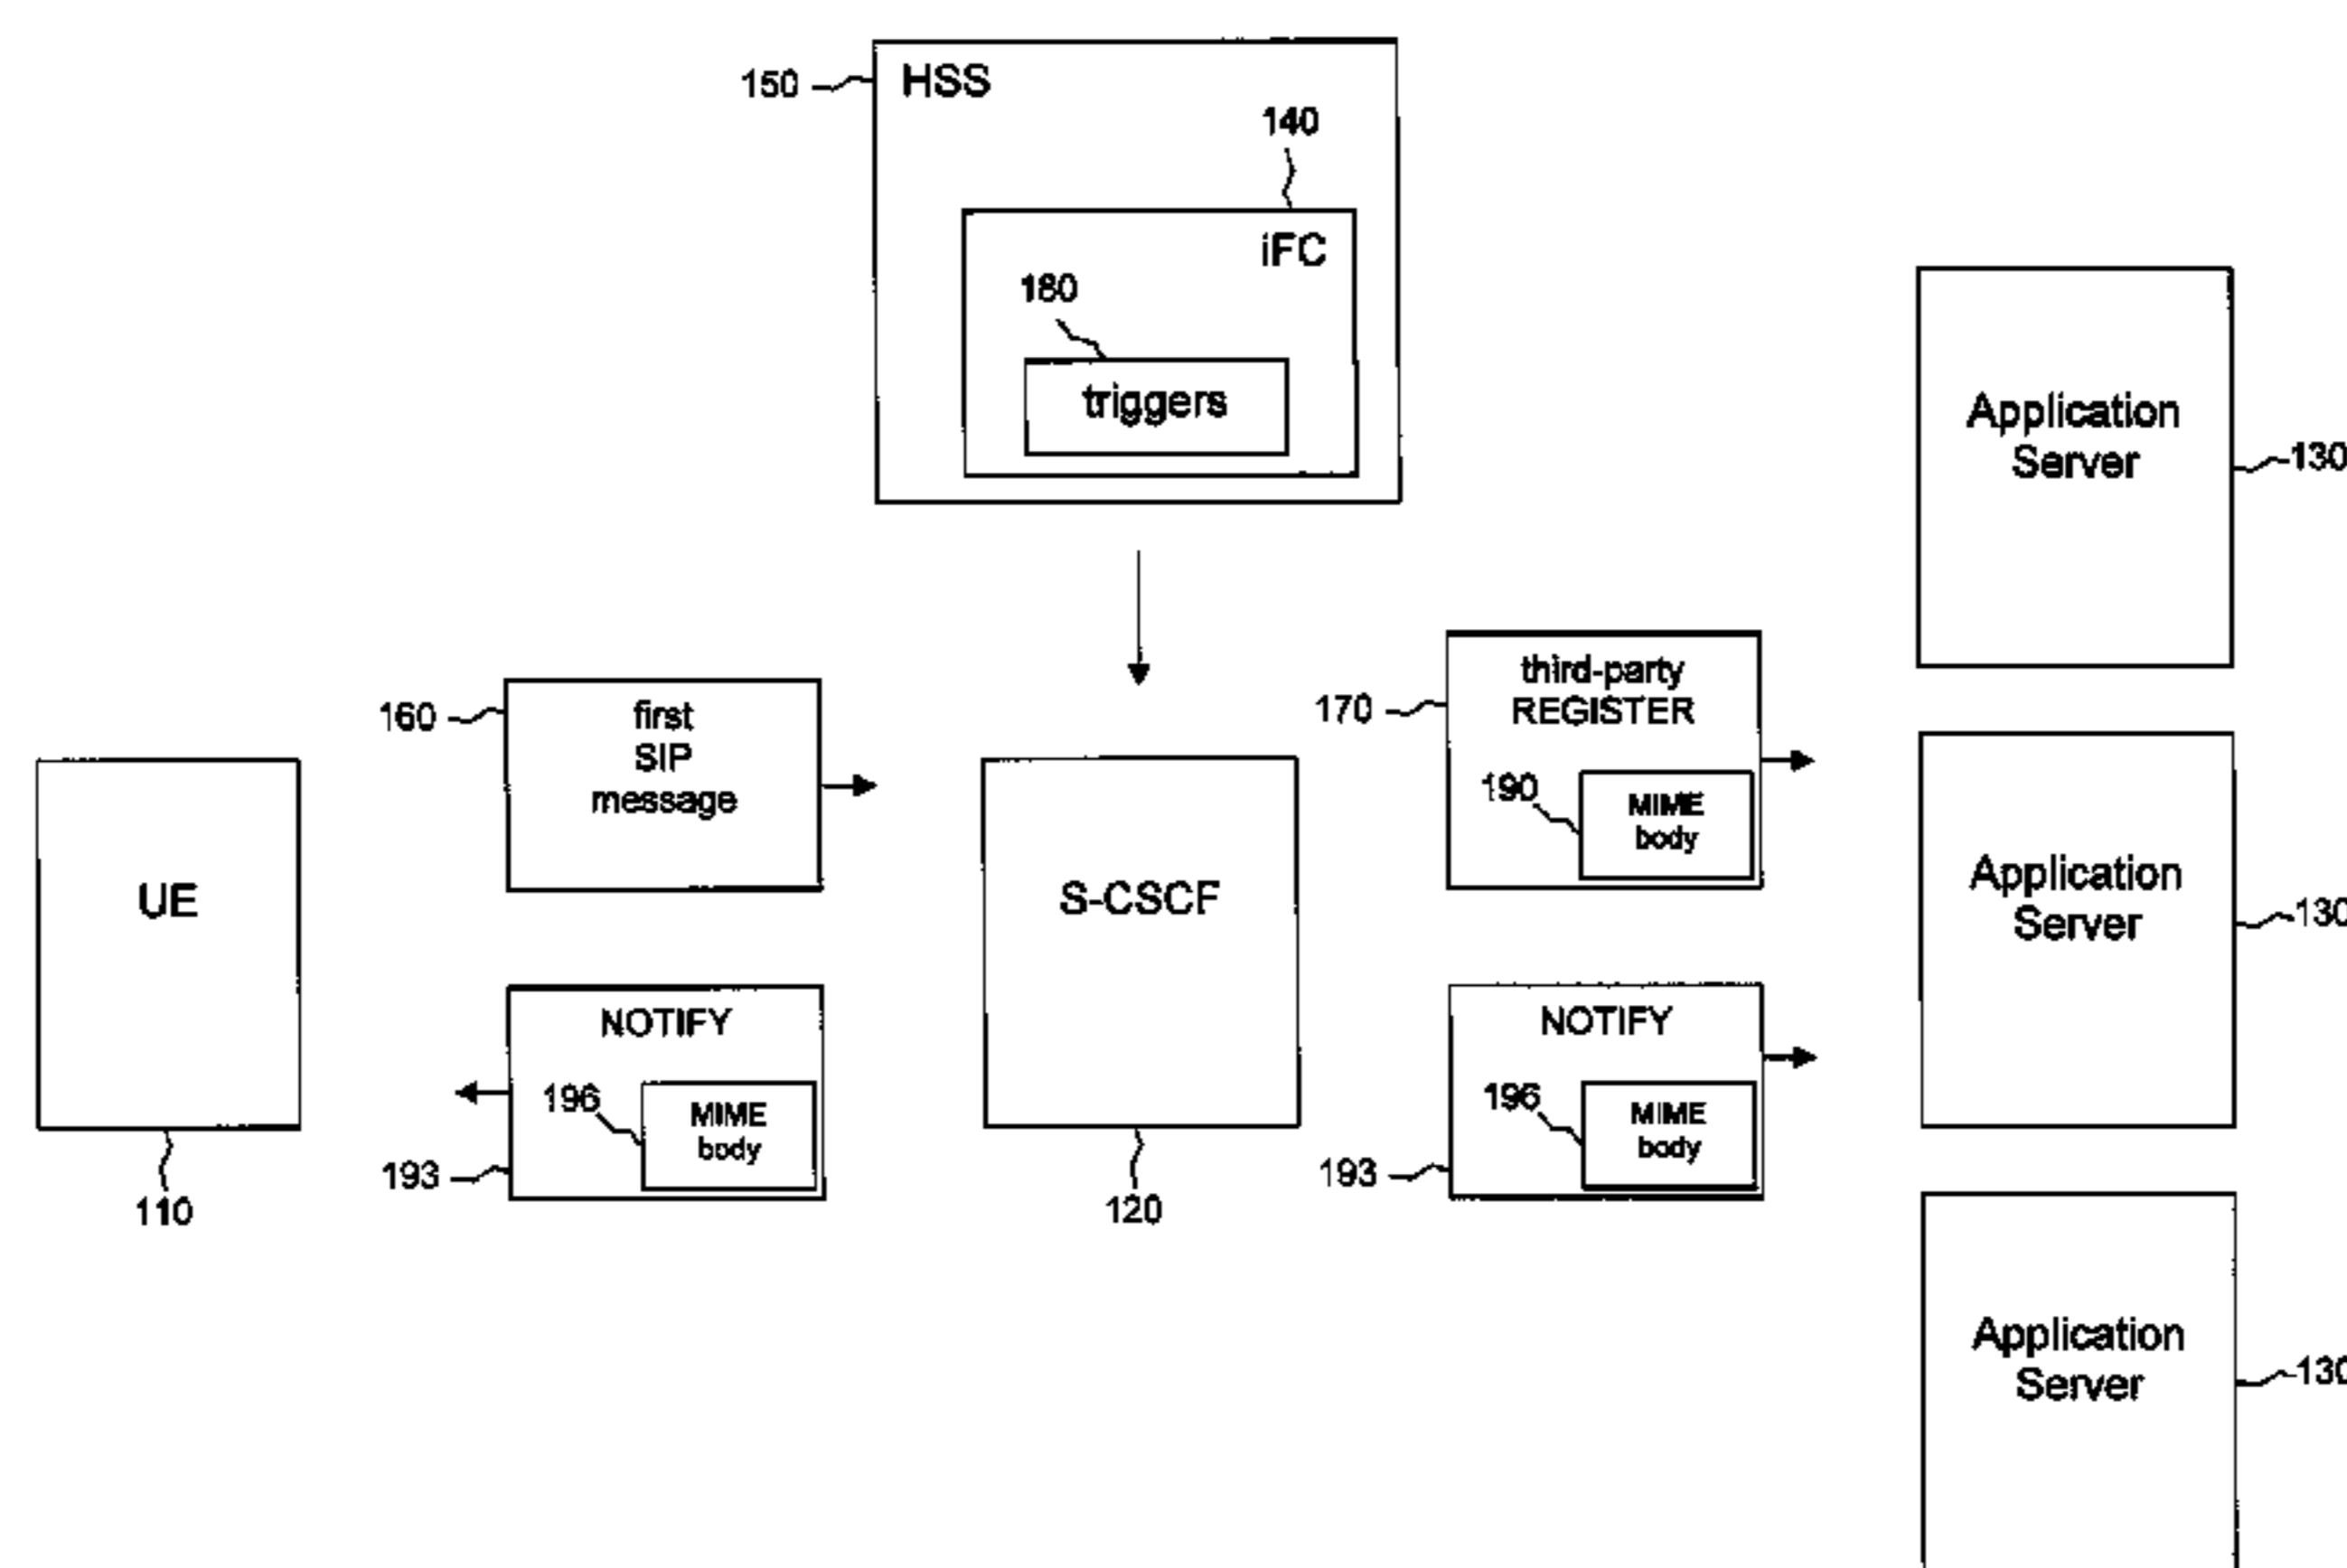 150
HSS
140
iFC
180
triggers
Application
Server
130
160
first
SIP
message
third-party
REGISTER
170
190
MIME
body
UE
S-CSCF
Application
Server
130
NOTIFY
196
MIME
body
193
110
120
NOTIFY
196
MIME
body
193
Application
Server
130